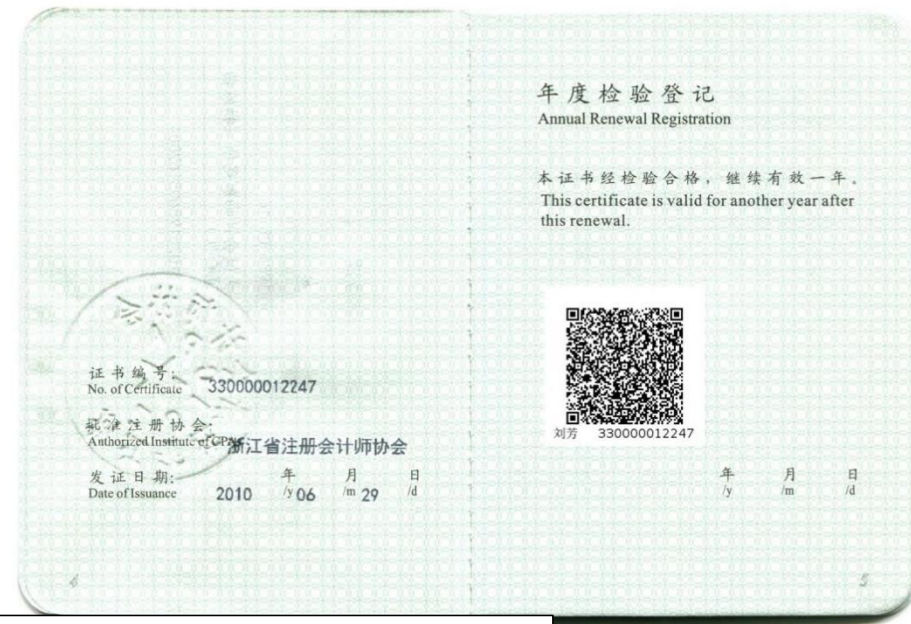 证书编号:
No. of Certificate
330000012247
批准注册协会:
Authorized Institute of CPAs
浙江省注册会计师协会
发证日期:
Date of Issuance
2010 年/y 06 月/m 29 日/d
4
年度检验登记
Annual Renewal Registration
本证书经检验合格，继续有效一年。
This certificate is valid for another year after
this renewal.
刘芳 330000012247
年/y 月/m 日/d
5